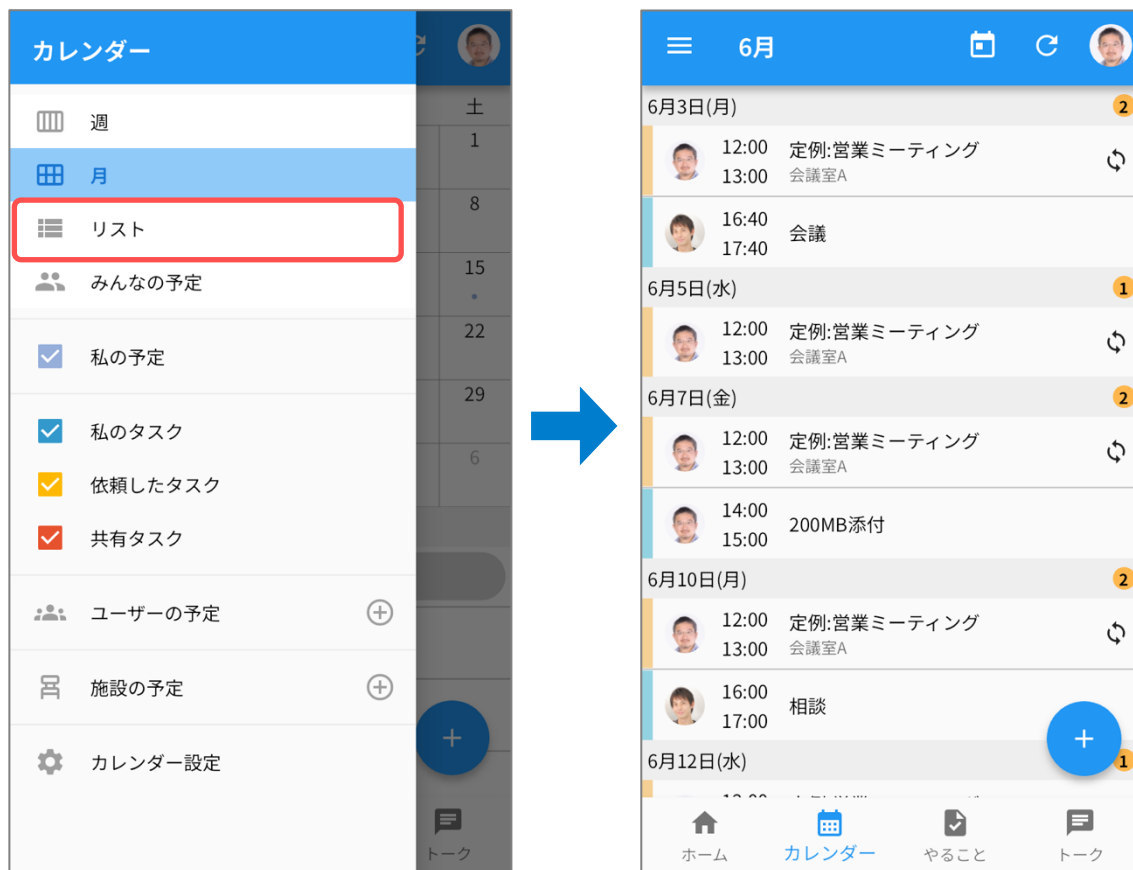 カレンダー
土
週
1
月
8
リスト
15
みんなの予定
22
私の予定
29
私のタスク
6
依頼したタスク
共有タスク
ユーザーの予定
施設の予定
カレンダー設定
トーク
6月
6月3日(月) 2
12:00 定例:営業ミーティング
13:00 会議室A
16:40
会議
17:40
6月5日(水) 1
12:00 定例:営業ミーティング
13:00 会議室A
6月7日(金) 2
12:00 定例:営業ミーティング
13:00 会議室A
14:00
200MB添付
15:00
6月10日(月) 2
12:00 定例:営業ミーティング
13:00 会議室A
16:00
相談
17:00
6月12日(水) 1
ホーム カレンダー やること トーク